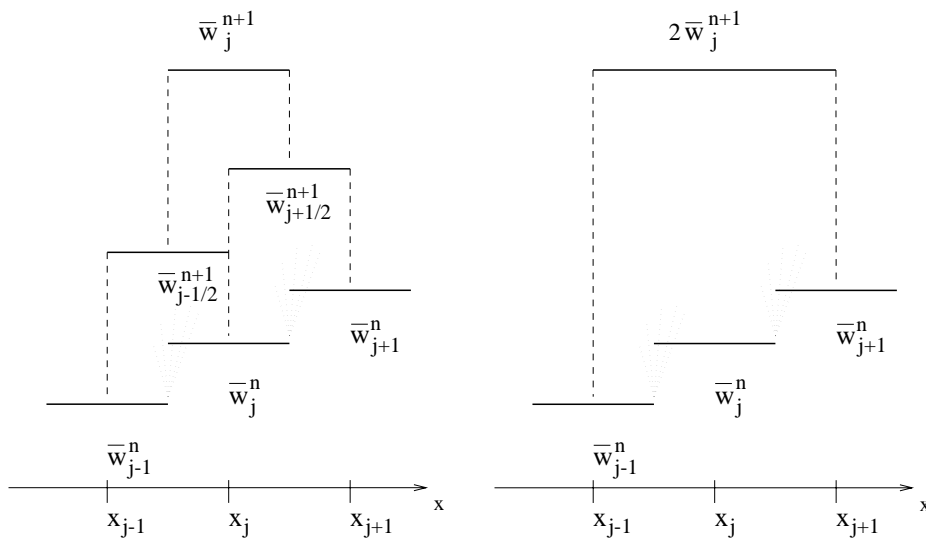 w̅_j^{n+1}
2 w̅_j^{n+1}
w̅_{j+1/2}^{n+1}
w̅_{j-1/2}^{n+1}
w̅_{j+1}^n
w̅_{j+1}^n
w̅_j^n
w̅_j^n
w̅_{j-1}^n
w̅_{j-1}^n
x
x
x_{j-1}
x_j
x_{j+1}
x_{j-1}
x_j
x_{j+1}